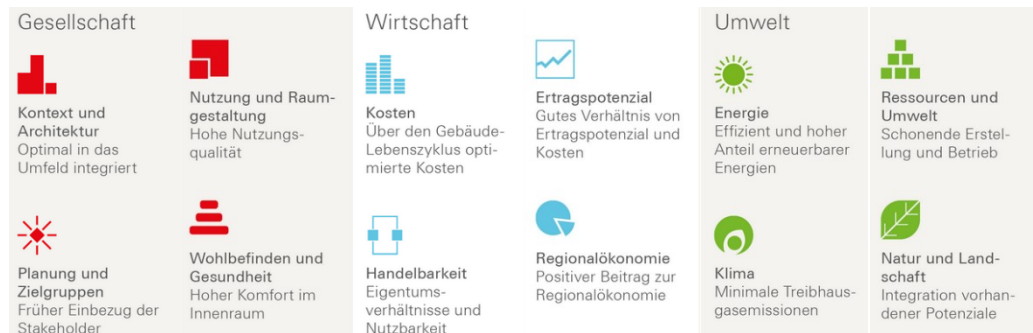 Gesellschaft
Kontext und
Architektur
Optimal in das
Umfeld integriert
Nutzung und Raum-
gestaltung
Hohe Nutzungs-
qualität
Planung und
Zielgruppen
Früher Einbezug der
Stakeholder
Wohlbefinden und
Gesundheit
Hoher Komfort im
Innenraum
Wirtschaft
Kosten
Über den Gebäude-
Lebenszyklus opti-
mierte Kosten
Ertragspotenzial
Gutes Verhältnis von
Ertragspotenzial und
Kosten
Handelbarkeit
Eigentums-
verhältnisse und
Nutzbarkeit
Regionalökonomie
Positiver Beitrag zur
Regionalökonomie
Umwelt
Energie
Effizient und hoher
Anteil erneuerbarer
Energien
Ressourcen und
Umwelt
Schonende Erstel-
lung und Betrieb
Klima
Minimale Treibhaus-
gasemissionen
Natur und Land-
schaft
Integration vorhan-
dener Potenziale